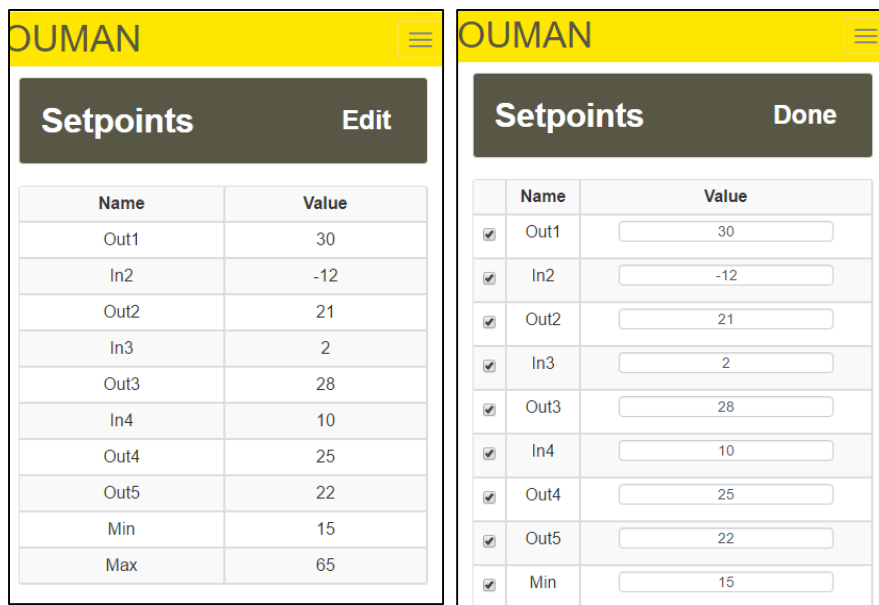 OUMAN
Setpoints Edit
Name Value
Out1 30
In2 -12
Out2 21
In3 2
Out3 28
In4 10
Out4 25
Out5 22
Min 15
Max 65
OUMAN
Setpoints Done
Name Value
Out1 30
In2 -12
Out2 21
In3 2
Out3 28
In4 10
Out4 25
Out5 22
Min 15